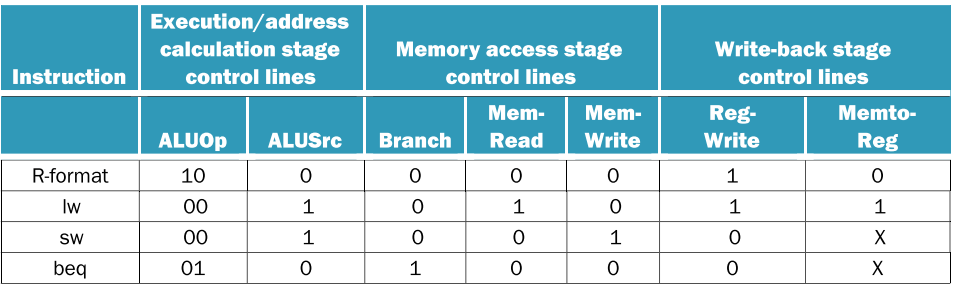 Instruction
Execution/address
calculation stage
control lines
Memory access stage
control lines
Write-back stage
control lines
ALUOp ALUSrc Branch Mem-
Read Mem-
Write Reg-
Write Memto-
Reg
R-format 10 0 0 0 0 1 0
lw 00 1 0 1 0 1 1
sw 00 1 0 0 1 0 X
beq 01 0 1 0 0 0 X